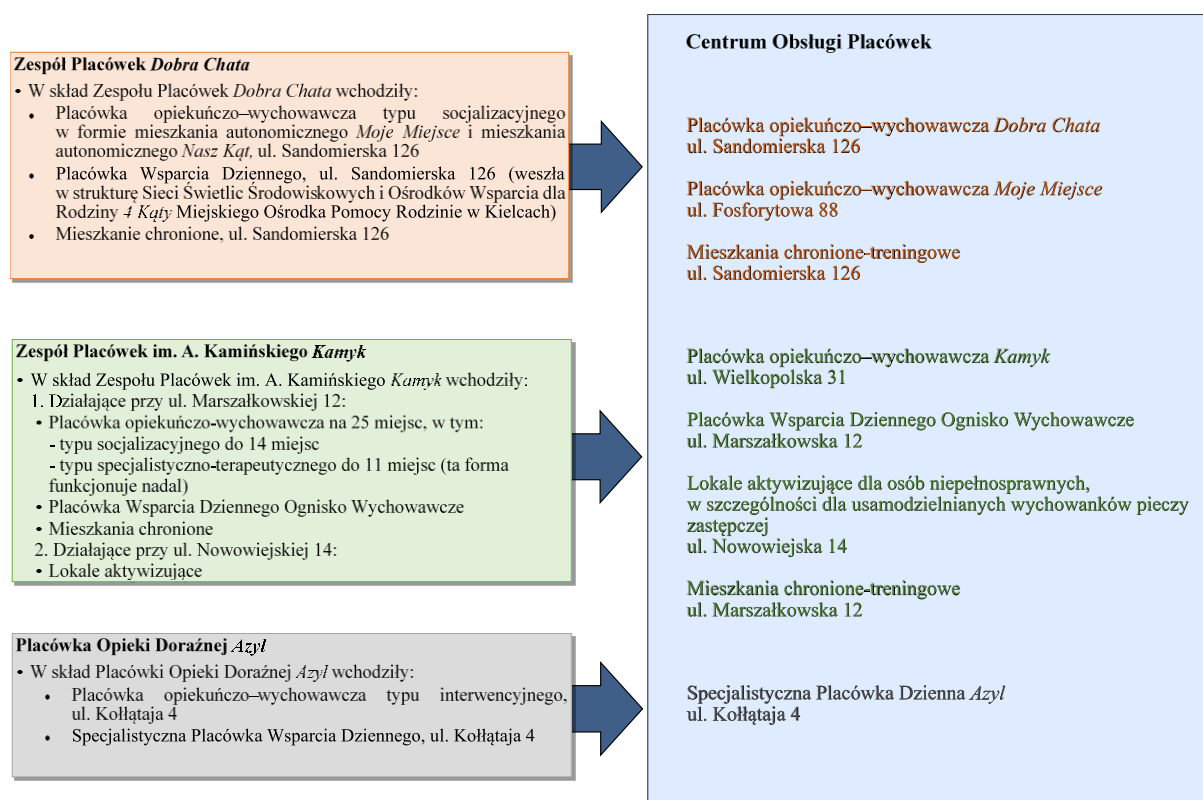 Zespół Placówek Dobra Chata
• W skład Zespołu Placówek Dobra Chata wchodziły:
• Placówka opiekuńczo–wychowawcza typu socjalizacyjnego
w formie mieszkania autonomicznego Moje Miejsce i mieszkania
autonomicznego Nasz Kąt, ul. Sandomierska 126
• Placówka Wsparcia Dziennego, ul. Sandomierska 126 (weszła
w strukturę Sieci Świetlic Środowiskowych i Ośrodków Wsparcia dla
Rodziny 4 Kąty Miejskiego Ośrodka Pomocy Rodzinie w Kielcach)
• Mieszkanie chronione, ul. Sandomierska 126
Zespół Placówek im. A. Kamińskiego Kamyk
• W skład Zespołu Placówek im. A. Kamińskiego Kamyk wchodziły:
1. Działające przy ul. Marszałkowskiej 12:
• Placówka opiekuńczo-wychowawcza na 25 miejsc, w tym:
- typu socjalizacyjnego do 14 miejsc
- typu specjalistyczno-terapeutycznego do 11 miejsc (ta forma
funkcjonuje nadal)
• Placówka Wsparcia Dziennego Ognisko Wychowawcze
• Mieszkania chronione
2. Działające przy ul. Nowowiejskiej 14:
• Lokale aktywizujące
Placówka Opieki Doraźnej Azyl
• W skład Placówki Opieki Doraźnej Azyl wchodziły:
• Placówka opiekuńczo–wychowawcza typu interwencyjnego,
ul. Kołłątaja 4
• Specjalistyczna Placówka Wsparcia Dziennego, ul. Kołłątaja 4
Centrum Obsługi Placówek
Placówka opiekuńczo–wychowawcza Dobra Chata
ul. Sandomierska 126
Placówka opiekuńczo–wychowawcza Moje Miejsce
ul. Fosforytowa 88
Mieszkania chronione-treningowe
ul. Sandomierska 126
Placówka opiekuńczo–wychowawcza Kamyk
ul. Wielkopolska 31
Placówka Wsparcia Dziennego Ognisko Wychowawcze
ul. Marszałkowska 12
Lokale aktywizujące dla osób niepełnosprawnych,
w szczególności dla usamodzielnianych wychowanków pieczy
zastępczej
ul. Nowowiejska 14
Mieszkania chronione-treningowe
ul. Marszałkowska 12
Specjalistyczna Placówka Dzienna Azyl
ul. Kołłątaja 4